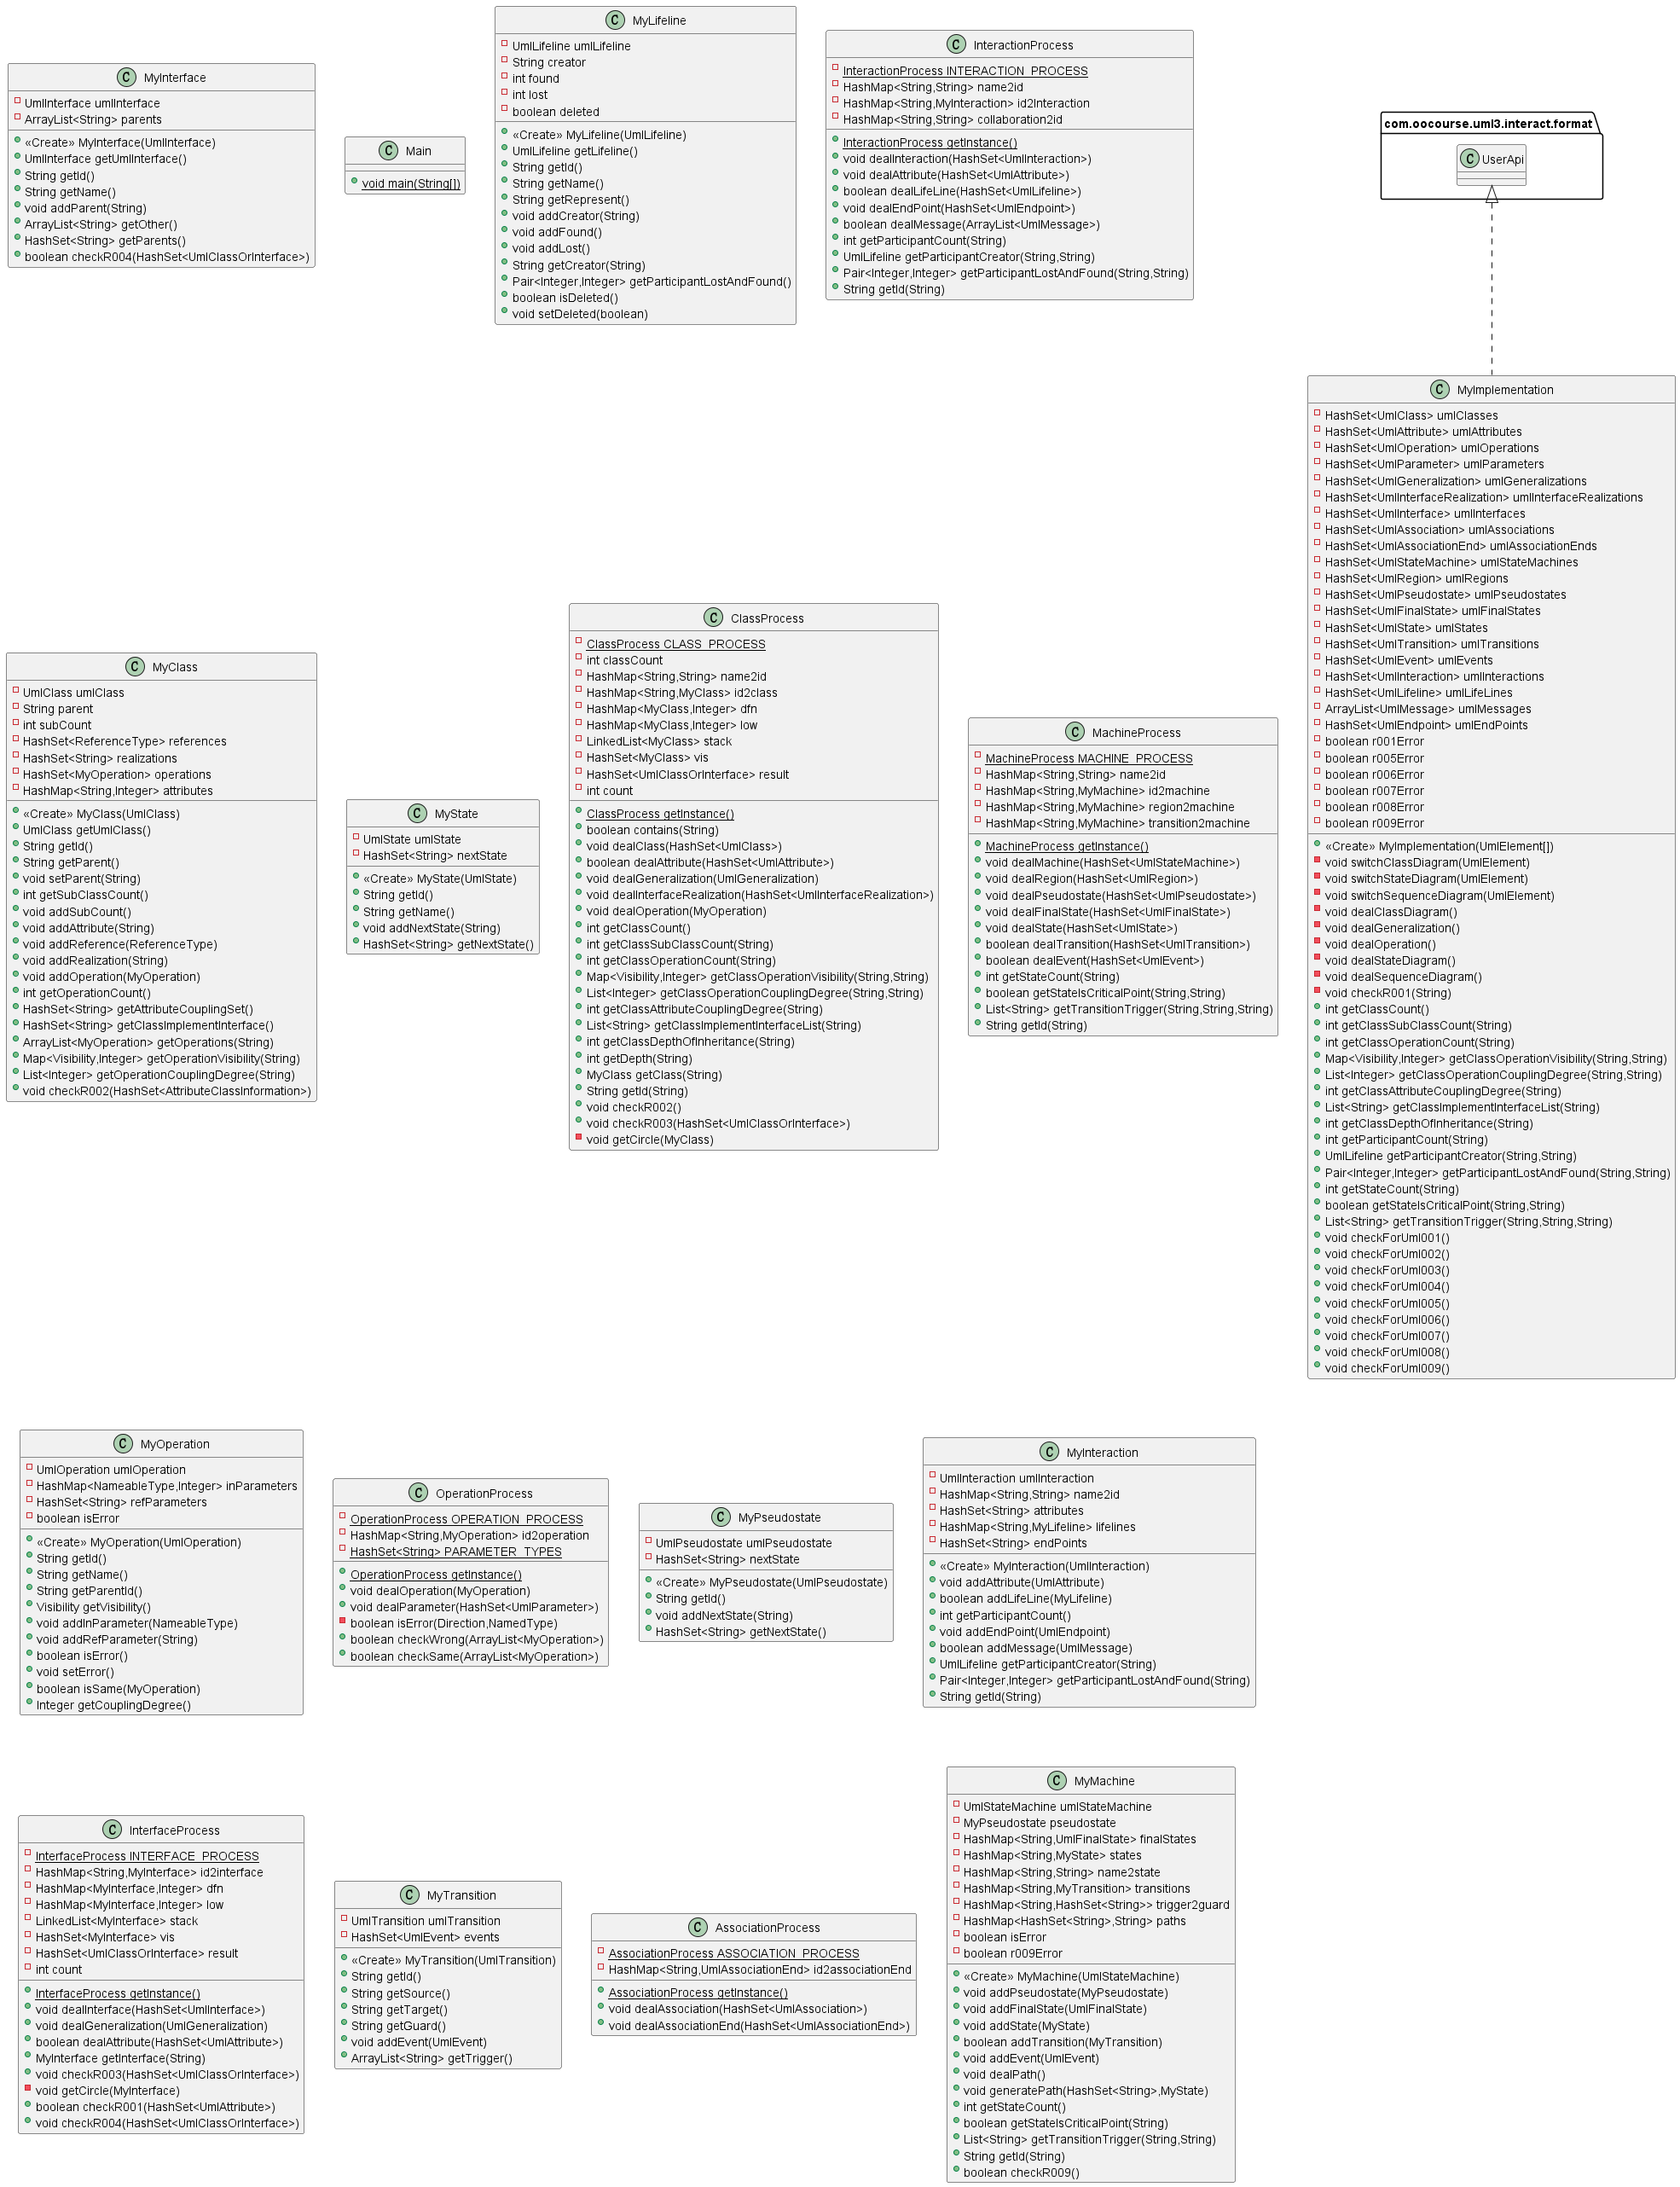 MyInterface
UmlInterface umlInterface
ArrayList<String> parents
«Create» MyInterface(UmlInterface)
UmlInterface getUmlInterface()
String getId()
String getName()
void addParent(String)
ArrayList<String> getOther()
HashSet<String> getParents()
boolean checkR004(HashSet<UmlClassOrInterface>)
Main
void main(String[])
MyLifeline
UmlLifeline umlLifeline
String creator
int found
int lost
boolean deleted
«Create» MyLifeline(UmlLifeline)
UmlLifeline getLifeline()
String getId()
String getName()
String getRepresent()
void addCreator(String)
void addFound()
void addLost()
String getCreator(String)
Pair<Integer,Integer> getParticipantLostAndFound()
boolean isDeleted()
void setDeleted(boolean)
InteractionProcess
InteractionProcess INTERACTION_PROCESS
HashMap<String,String> name2id
HashMap<String,MyInteraction> id2Interaction
HashMap<String,String> collaboration2id
InteractionProcess getInstance()
void dealInteraction(HashSet<UmlInteraction>)
void dealAttribute(HashSet<UmlAttribute>)
boolean dealLifeLine(HashSet<UmlLifeline>)
void dealEndPoint(HashSet<UmlEndpoint>)
boolean dealMessage(ArrayList<UmlMessage>)
int getParticipantCount(String)
UmlLifeline getParticipantCreator(String,String)
Pair<Integer,Integer> getParticipantLostAndFound(String,String)
String getId(String)
com.oocourse.uml3.interact.format
UserApi
MyClass
UmlClass umlClass
String parent
int subCount
HashSet<ReferenceType> references
HashSet<String> realizations
HashSet<MyOperation> operations
HashMap<String,Integer> attributes
«Create» MyClass(UmlClass)
UmlClass getUmlClass()
String getId()
String getParent()
void setParent(String)
int getSubClassCount()
void addSubCount()
void addAttribute(String)
void addReference(ReferenceType)
void addRealization(String)
void addOperation(MyOperation)
int getOperationCount()
HashSet<String> getAttributeCouplingSet()
HashSet<String> getClassImplementInterface()
ArrayList<MyOperation> getOperations(String)
Map<Visibility,Integer> getOperationVisibility(String)
List<Integer> getOperationCouplingDegree(String)
void checkR002(HashSet<AttributeClassInformation>)
MyState
UmlState umlState
HashSet<String> nextState
«Create» MyState(UmlState)
String getId()
String getName()
void addNextState(String)
HashSet<String> getNextState()
ClassProcess
ClassProcess CLASS_PROCESS
int classCount
HashMap<String,String> name2id
HashMap<String,MyClass> id2class
HashMap<MyClass,Integer> dfn
HashMap<MyClass,Integer> low
LinkedList<MyClass> stack
HashSet<MyClass> vis
HashSet<UmlClassOrInterface> result
int count
ClassProcess getInstance()
boolean contains(String)
void dealClass(HashSet<UmlClass>)
boolean dealAttribute(HashSet<UmlAttribute>)
void dealGeneralization(UmlGeneralization)
void dealInterfaceRealization(HashSet<UmlInterfaceRealization>)
void dealOperation(MyOperation)
int getClassCount()
int getClassSubClassCount(String)
int getClassOperationCount(String)
Map<Visibility,Integer> getClassOperationVisibility(String,String)
List<Integer> getClassOperationCouplingDegree(String,String)
int getClassAttributeCouplingDegree(String)
List<String> getClassImplementInterfaceList(String)
int getClassDepthOfInheritance(String)
int getDepth(String)
MyClass getClass(String)
String getId(String)
void checkR002()
void checkR003(HashSet<UmlClassOrInterface>)
void getCircle(MyClass)
MachineProcess
MachineProcess MACHINE_PROCESS
HashMap<String,String> name2id
HashMap<String,MyMachine> id2machine
HashMap<String,MyMachine> region2machine
HashMap<String,MyMachine> transition2machine
MachineProcess getInstance()
void dealMachine(HashSet<UmlStateMachine>)
void dealRegion(HashSet<UmlRegion>)
void dealPseudostate(HashSet<UmlPseudostate>)
void dealFinalState(HashSet<UmlFinalState>)
void dealState(HashSet<UmlState>)
boolean dealTransition(HashSet<UmlTransition>)
boolean dealEvent(HashSet<UmlEvent>)
int getStateCount(String)
boolean getStateIsCriticalPoint(String,String)
List<String> getTransitionTrigger(String,String,String)
String getId(String)
MyImplementation
HashSet<UmlClass> umlClasses
HashSet<UmlAttribute> umlAttributes
HashSet<UmlOperation> umlOperations
HashSet<UmlParameter> umlParameters
HashSet<UmlGeneralization> umlGeneralizations
HashSet<UmlInterfaceRealization> umlInterfaceRealizations
HashSet<UmlInterface> umlInterfaces
HashSet<UmlAssociation> umlAssociations
HashSet<UmlAssociationEnd> umlAssociationEnds
HashSet<UmlStateMachine> umlStateMachines
HashSet<UmlRegion> umlRegions
HashSet<UmlPseudostate> umlPseudostates
HashSet<UmlFinalState> umlFinalStates
HashSet<UmlState> umlStates
HashSet<UmlTransition> umlTransitions
HashSet<UmlEvent> umlEvents
HashSet<UmlInteraction> umlInteractions
HashSet<UmlLifeline> umlLifeLines
ArrayList<UmlMessage> umlMessages
HashSet<UmlEndpoint> umlEndPoints
boolean r001Error
boolean r005Error
boolean r006Error
boolean r007Error
boolean r008Error
boolean r009Error
«Create» MyImplementation(UmlElement[])
void switchClassDiagram(UmlElement)
void switchStateDiagram(UmlElement)
void switchSequenceDiagram(UmlElement)
void dealClassDiagram()
void dealGeneralization()
void dealOperation()
void dealStateDiagram()
void dealSequenceDiagram()
void checkR001(String)
int getClassCount()
int getClassSubClassCount(String)
int getClassOperationCount(String)
Map<Visibility,Integer> getClassOperationVisibility(String,String)
List<Integer> getClassOperationCouplingDegree(String,String)
int getClassAttributeCouplingDegree(String)
List<String> getClassImplementInterfaceList(String)
int getClassDepthOfInheritance(String)
int getParticipantCount(String)
UmlLifeline getParticipantCreator(String,String)
Pair<Integer,Integer> getParticipantLostAndFound(String,String)
int getStateCount(String)
boolean getStateIsCriticalPoint(String,String)
List<String> getTransitionTrigger(String,String,String)
void checkForUml001()
void checkForUml002()
void checkForUml003()
void checkForUml004()
void checkForUml005()
void checkForUml006()
void checkForUml007()
void checkForUml008()
void checkForUml009()
MyOperation
UmlOperation umlOperation
HashMap<NameableType,Integer> inParameters
HashSet<String> refParameters
boolean isError
«Create» MyOperation(UmlOperation)
String getId()
String getName()
String getParentId()
Visibility getVisibility()
void addInParameter(NameableType)
void addRefParameter(String)
boolean isError()
void setError()
boolean isSame(MyOperation)
Integer getCouplingDegree()
OperationProcess
OperationProcess OPERATION_PROCESS
HashMap<String,MyOperation> id2operation
HashSet<String> PARAMETER_TYPES
OperationProcess getInstance()
void dealOperation(MyOperation)
void dealParameter(HashSet<UmlParameter>)
boolean isError(Direction,NamedType)
boolean checkWrong(ArrayList<MyOperation>)
boolean checkSame(ArrayList<MyOperation>)
MyPseudostate
UmlPseudostate umlPseudostate
HashSet<String> nextState
«Create» MyPseudostate(UmlPseudostate)
String getId()
void addNextState(String)
HashSet<String> getNextState()
MyInteraction
UmlInteraction umlInteraction
HashMap<String,String> name2id
HashSet<String> attributes
HashMap<String,MyLifeline> lifelines
HashSet<String> endPoints
«Create» MyInteraction(UmlInteraction)
void addAttribute(UmlAttribute)
boolean addLifeLine(MyLifeline)
int getParticipantCount()
void addEndPoint(UmlEndpoint)
boolean addMessage(UmlMessage)
UmlLifeline getParticipantCreator(String)
Pair<Integer,Integer> getParticipantLostAndFound(String)
String getId(String)
InterfaceProcess
InterfaceProcess INTERFACE_PROCESS
HashMap<String,MyInterface> id2interface
HashMap<MyInterface,Integer> dfn
HashMap<MyInterface,Integer> low
LinkedList<MyInterface> stack
HashSet<MyInterface> vis
HashSet<UmlClassOrInterface> result
int count
InterfaceProcess getInstance()
void dealInterface(HashSet<UmlInterface>)
void dealGeneralization(UmlGeneralization)
boolean dealAttribute(HashSet<UmlAttribute>)
MyInterface getInterface(String)
void checkR003(HashSet<UmlClassOrInterface>)
void getCircle(MyInterface)
boolean checkR001(HashSet<UmlAttribute>)
void checkR004(HashSet<UmlClassOrInterface>)
MyTransition
UmlTransition umlTransition
HashSet<UmlEvent> events
«Create» MyTransition(UmlTransition)
String getId()
String getSource()
String getTarget()
String getGuard()
void addEvent(UmlEvent)
ArrayList<String> getTrigger()
AssociationProcess
AssociationProcess ASSOCIATION_PROCESS
HashMap<String,UmlAssociationEnd> id2associationEnd
AssociationProcess getInstance()
void dealAssociation(HashSet<UmlAssociation>)
void dealAssociationEnd(HashSet<UmlAssociationEnd>)
MyMachine
UmlStateMachine umlStateMachine
MyPseudostate pseudostate
HashMap<String,UmlFinalState> finalStates
HashMap<String,MyState> states
HashMap<String,String> name2state
HashMap<String,MyTransition> transitions
HashMap<String,HashSet<String>> trigger2guard
HashMap<HashSet<String>,String> paths
boolean isError
boolean r009Error
«Create» MyMachine(UmlStateMachine)
void addPseudostate(MyPseudostate)
void addFinalState(UmlFinalState)
void addState(MyState)
boolean addTransition(MyTransition)
void addEvent(UmlEvent)
void dealPath()
void generatePath(HashSet<String>,MyState)
int getStateCount()
boolean getStateIsCriticalPoint(String)
List<String> getTransitionTrigger(String,String)
String getId(String)
boolean checkR009()